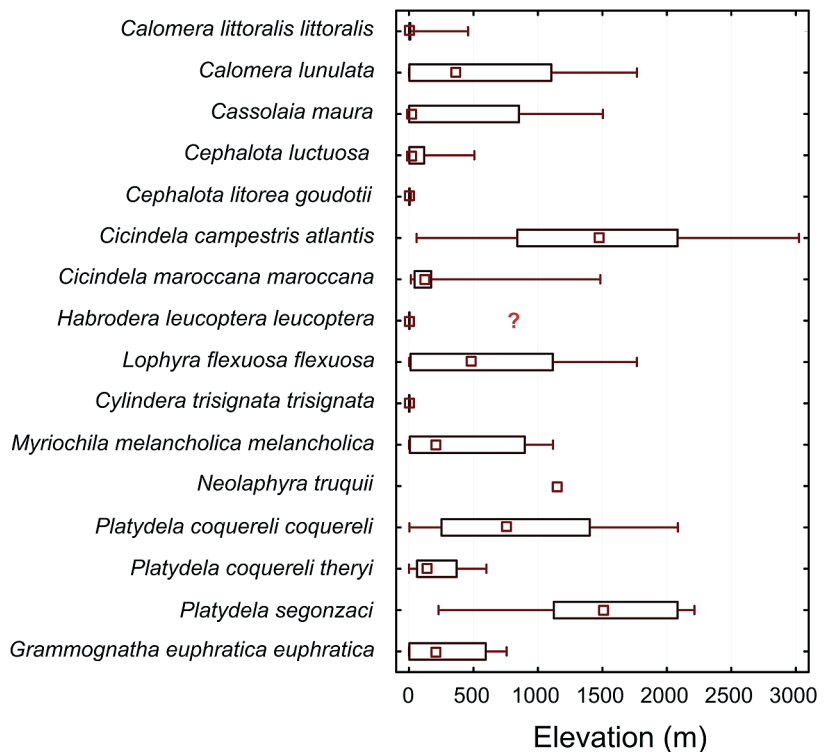 Calomera littoralis littoralis
Calomera lunulata
Cassolaia maura
Cephalota luctuosa
Cephalota litorea goudotii
Cicindela campestris atlantis
Cicindela maroccana maroccana
Habrodera leucoptera leucoptera
?
Lophyra flexuosa flexuosa
Cylindera trisignata trisignata
Myriochila melancholica melancholica
Neolaphyra truquii
Platydela coquereli coquereli
Platydela coquereli theryi
Platydela segonzaci
Grammognatha euphratica euphratica
0 500 1000 1500 2000 2500 3000
Elevation (m)